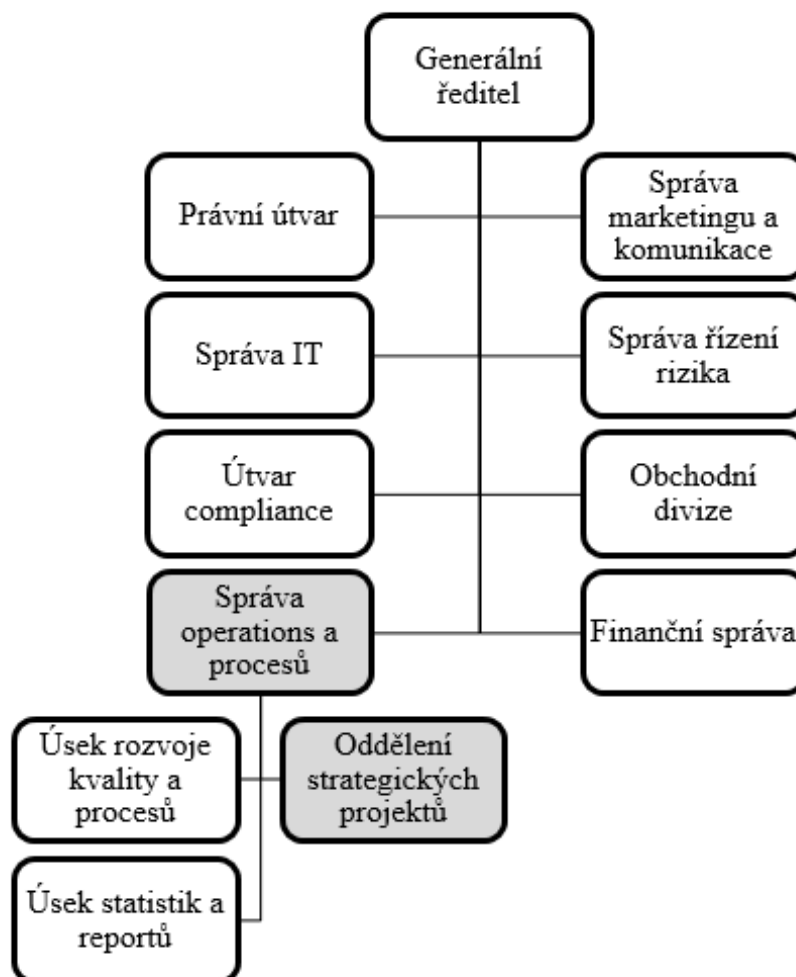 Generální
ředitel
Právní útvar
Správa
marketingu a
komunikace
Správa IT
Správa řízení
rizika
Útvar
compliance
Obchodní
divize
Správa
operations a
procesů
Finanční správa
Úsek rozvoje
kvality a
procesů
Oddělení
strategických
projektů
Úsek statistik a
reportů